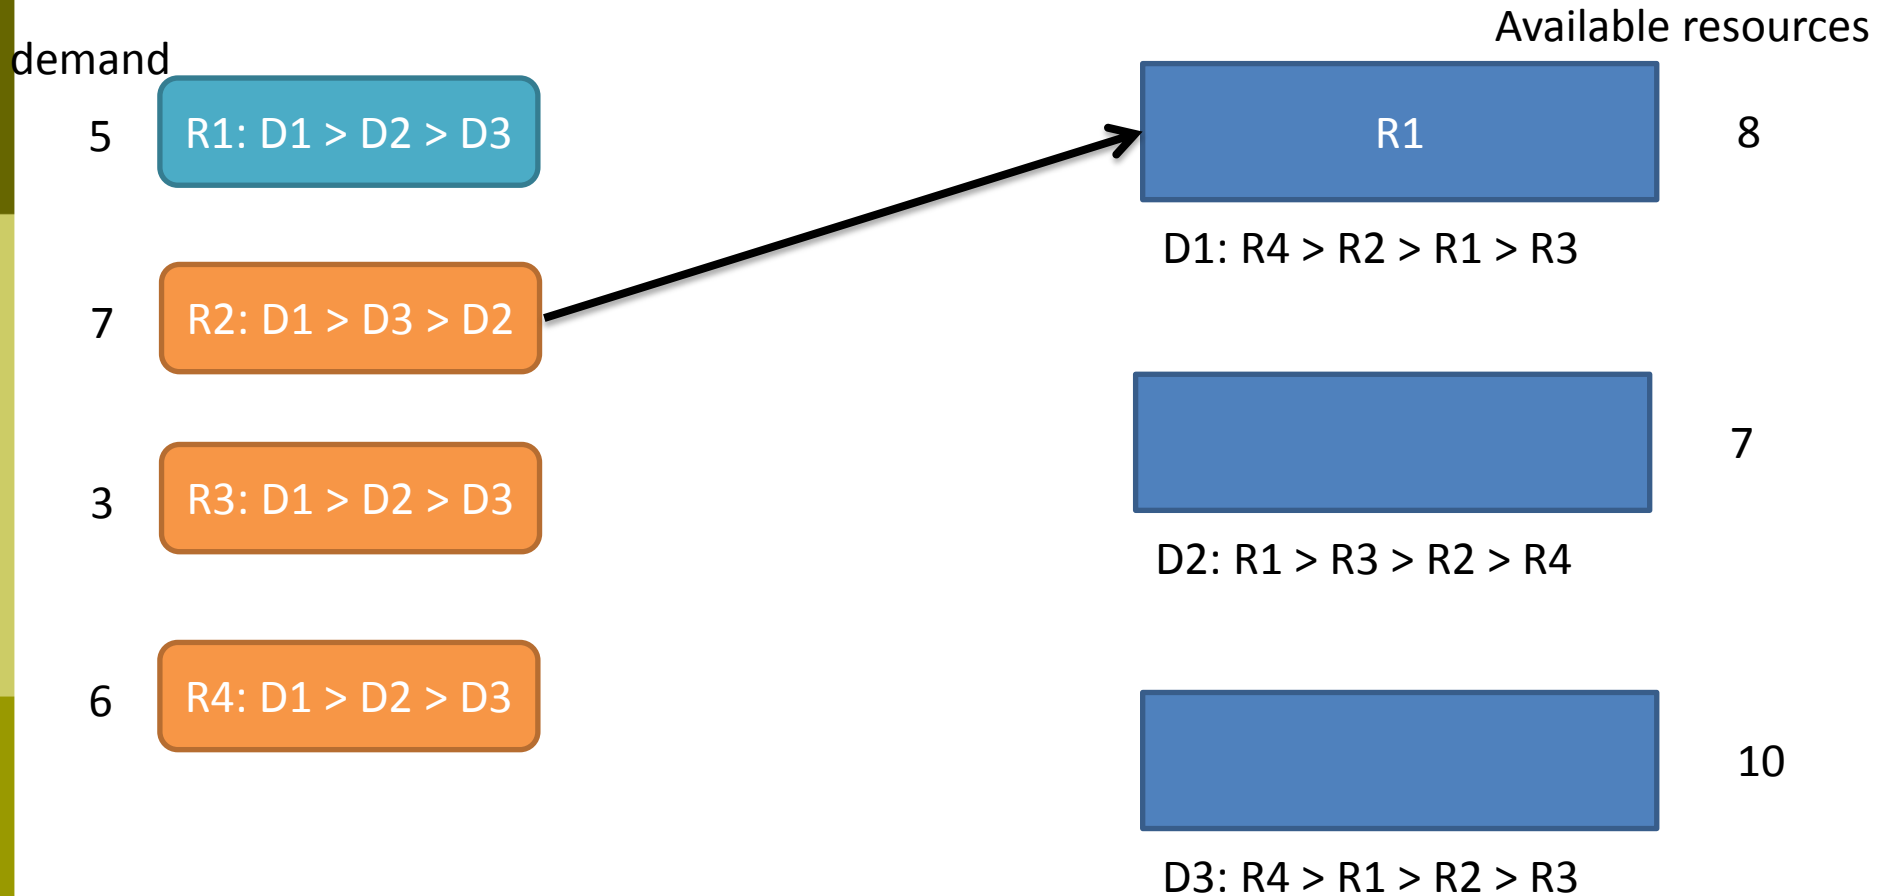 Available resources
demand
5
R1: D1 > D2 > D3
R1
8
D1: R4 > R2 > R1 > R3
7
R2: D1 > D3 > D2
7
3
R3: D1 > D2 > D3
D2: R1 > R3 > R2 > R4
6
R4: D1 > D2 > D3
10
D3: R4 > R1 > R2 > R3